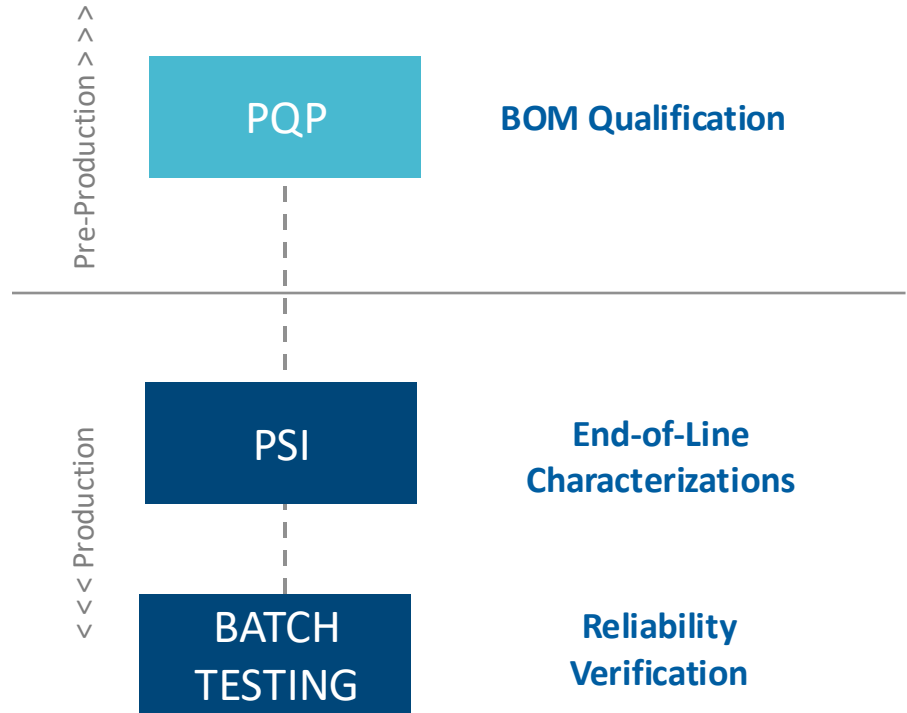 Pre-Production > > >
PQP
BOM Qualification
< < < Production
PSI
End-of-Line
Characterizations
BATCH
TESTING
Reliability
Verification